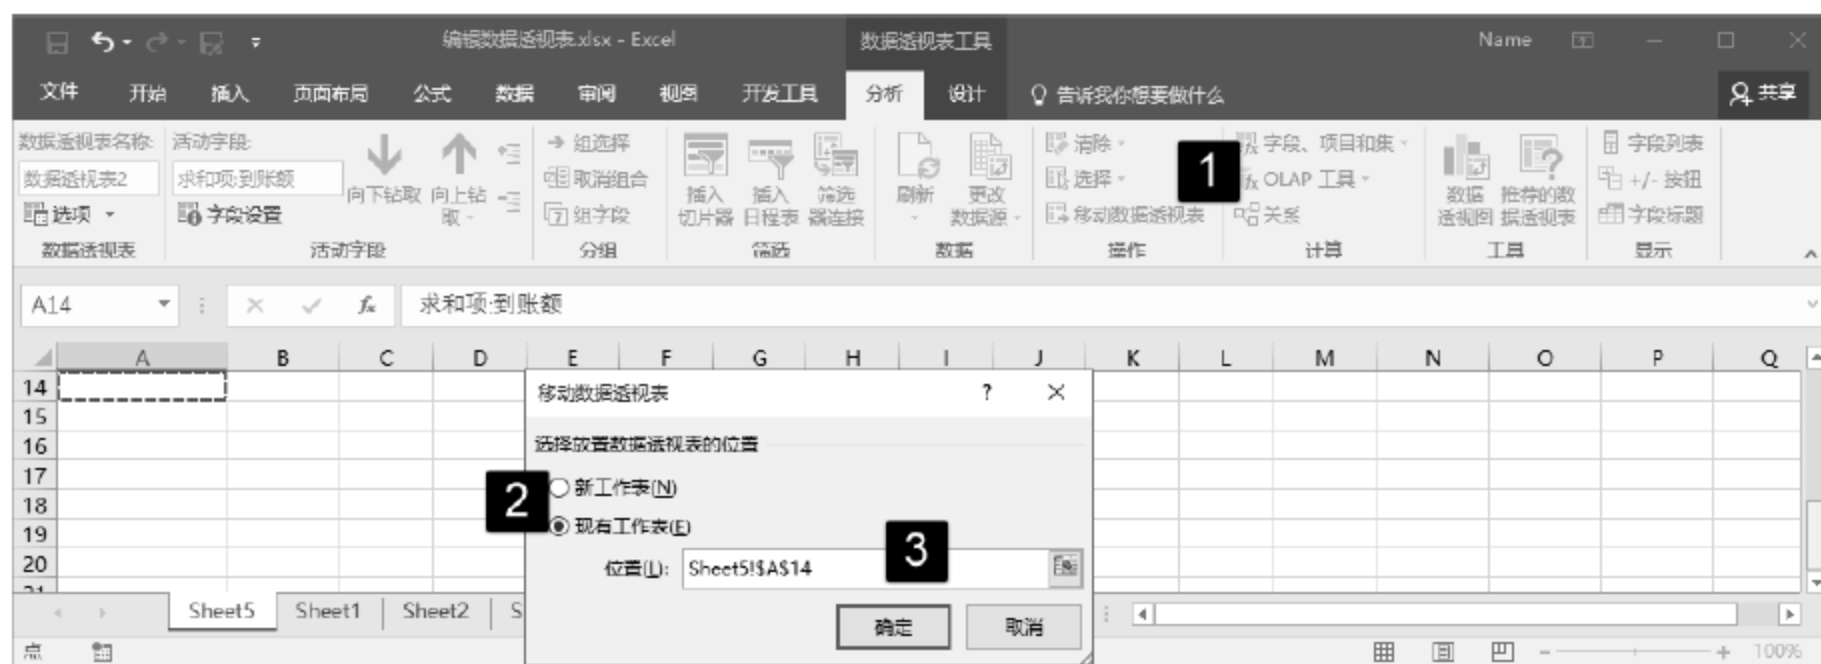 编辑数据透视表.xlsx - Excel
数据透视表工具
Name
文件 开始 插入 页面布局 公式 数据 审阅 视图 开发工具 分析 设计 告诉我你想要做什么 共享
数据透视表名称:
数据透视表2
选项
数据透视表
活动字段:
求和项:到账额
字段设置
向下钻取 向上钻取
活动字段
组选择
取消组合
组字段
分组
插入切片器
插入日程表
筛选器连接
筛选
刷新
更改数据源
数据
清除
选择
移动数据透视表
操作
1
字段、项目和集
fx OLAP 工具
关系
计算
数据透视图
推荐的数据透视表
工具
字段列表
+/- 按钮
字段标题
显示
A14 fx 求和项:到账额
A B C D E F G H I J K L M N O P Q
14
15
16
17
18
19
20
21
移动数据透视表 ? ×
选择放置数据透视表的位置
2
新工作表(N)
现有工作表(E)
3
位置(L): Sheet5!$A$14
确定 取消
Sheet5 Sheet1 Sheet2 S
点
100%